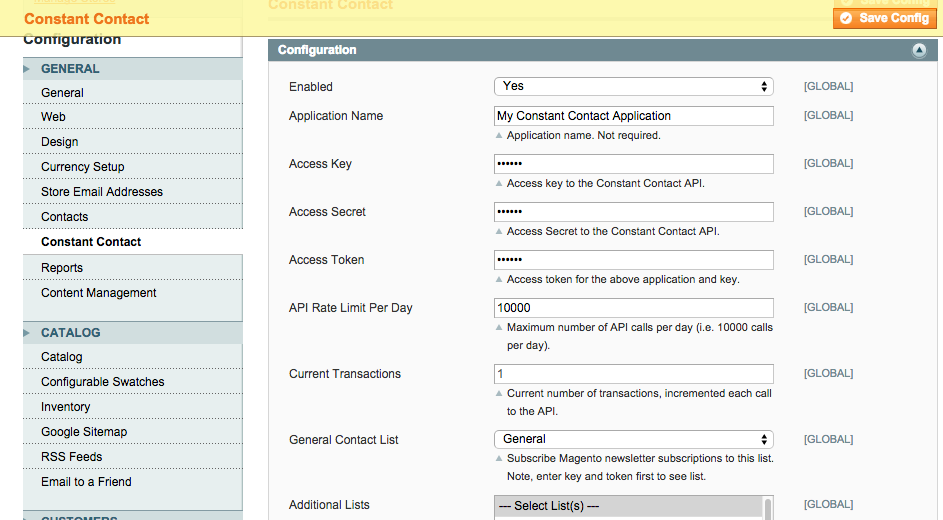 Constant Contact
Constant Contact
Save Config
Configuration
GENERAL
General
Web
Design
Currency Setup
Store Email Addresses
Contacts
Constant Contact
Reports
Content Management
CATALOG
Catalog
Configurable Swatches
Inventory
Google Sitemap
RSS Feeds
Email to a Friend
CUSTOMERS
Configuration
Enabled Yes [GLOBAL]
Application Name My Constant Contact Application [GLOBAL]
Application name. Not required.
Access Key •••••• [GLOBAL]
Access key to the Constant Contact API.
Access Secret •••••• [GLOBAL]
Access Secret to the Constant Contact API.
Access Token •••••• [GLOBAL]
Access token for the above application and key.
API Rate Limit Per Day 10000 [GLOBAL]
Maximum number of API calls per day (i.e. 10000 calls
per day).
Current Transactions 1 [GLOBAL]
Current number of transactions, incremented each call
to the API.
General Contact List General [GLOBAL]
Subscribe Magento newsletter subscriptions to this list.
Note, enter key and token first to see list.
Additional Lists --- Select List(s) --- [GLOBAL]